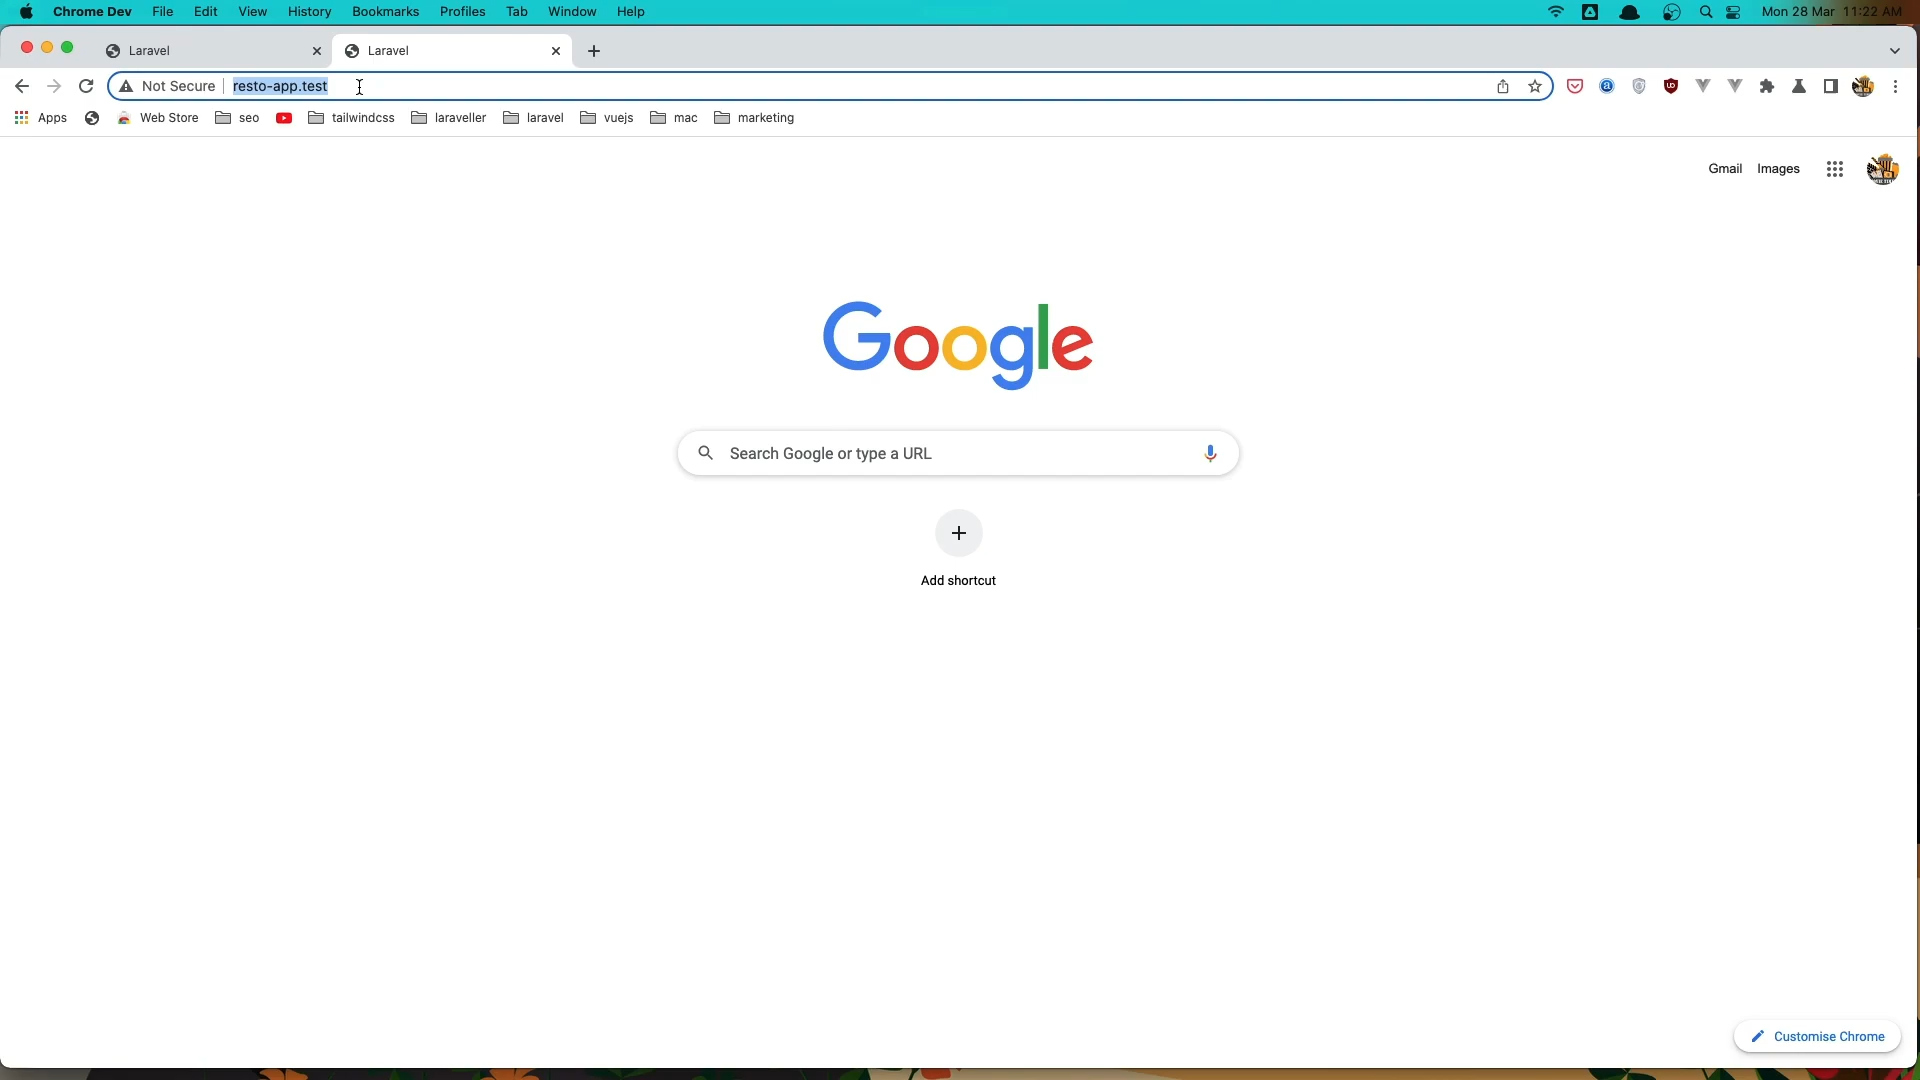 Chrome Dev File Edit View History Bookmarks Profiles Tab Window Help Mon 28 Mar 11:22 AM
Laravel Laravel
Not Secure resto-app.test
Apps Web Store seo tailwindcss laraveller laravel vuejs mac marketing
Gmail Images
Google
Search Google or type a URL
Add shortcut
Customise Chrome